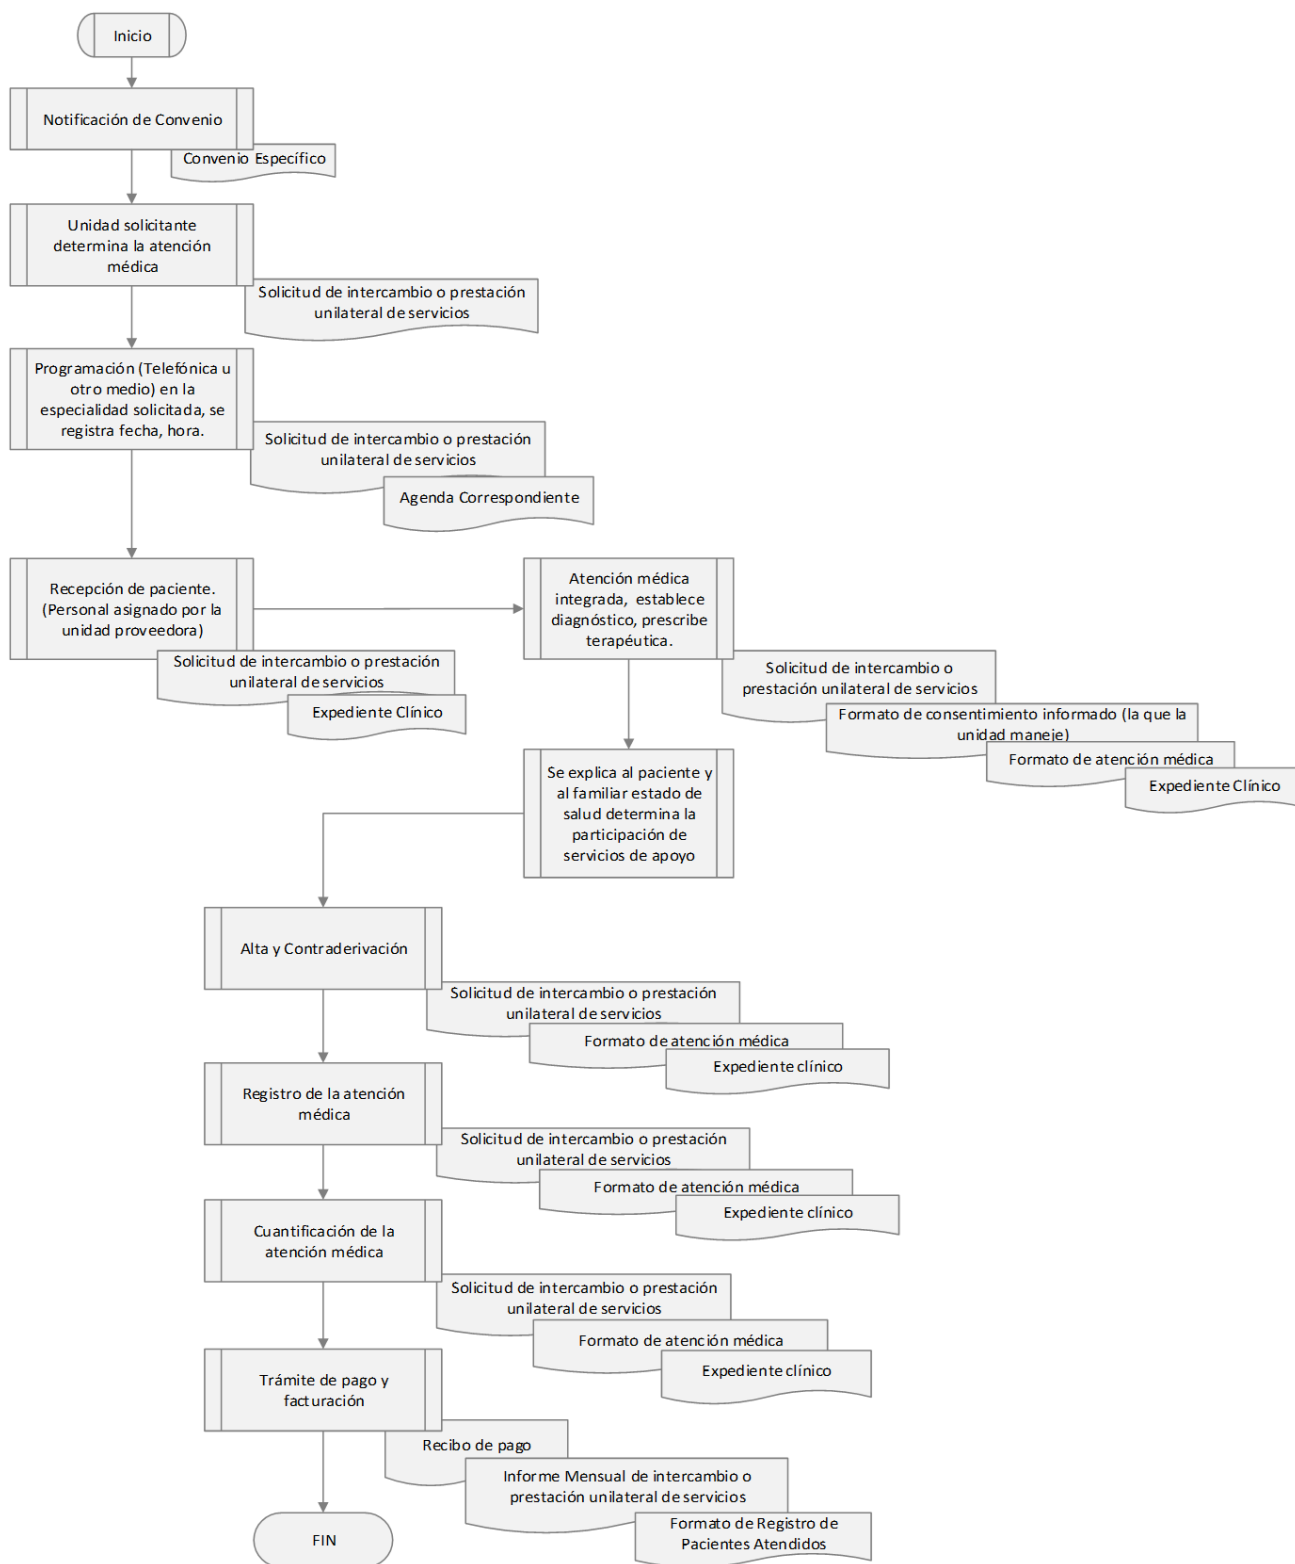 Inicio
Notificación de Convenio
Convenio Específico
Unidad solicitante
determina la atención
médica
Solicitud de intercambio o prestación
unilateral de servicios
Programación (Telefónica u
otro medio) en la
especialidad solicitada, se
registra fecha, hora.
Solicitud de intercambio o prestación
unilateral de servicios
Agenda Correspondiente
Recepción de paciente.
(Personal asignado por la
unidad proveedora)
Solicitud de intercambio o prestación
unilateral de servicios
Expediente Clínico
Atención médica
integrada, establece
diagnóstico, prescribe
terapéutica.
Solicitud de intercambio o
prestación unilateral de servicios
Formato de consentimiento informado (la que la
unidad maneje)
Formato de atención médica
Expediente Clínico
Se explica al paciente y
al familiar estado de
salud determina la
participación de
servicios de apoyo
Alta y Contraderivación
Solicitud de intercambio o prestación
unilateral de servicios
Formato de atención médica
Expediente clínico
Registro de la atención
médica
Solicitud de intercambio o prestación
unilateral de servicios
Formato de atención médica
Expediente clínico
Cuantificación de la
atención médica
Solicitud de intercambio o prestación
unilateral de servicios
Formato de atención médica
Expediente clínico
Trámite de pago y
facturación
Recibo de pago
Informe Mensual de intercambio o
prestación unilateral de servicios
Formato de Registro de
Pacientes Atendidos
FIN